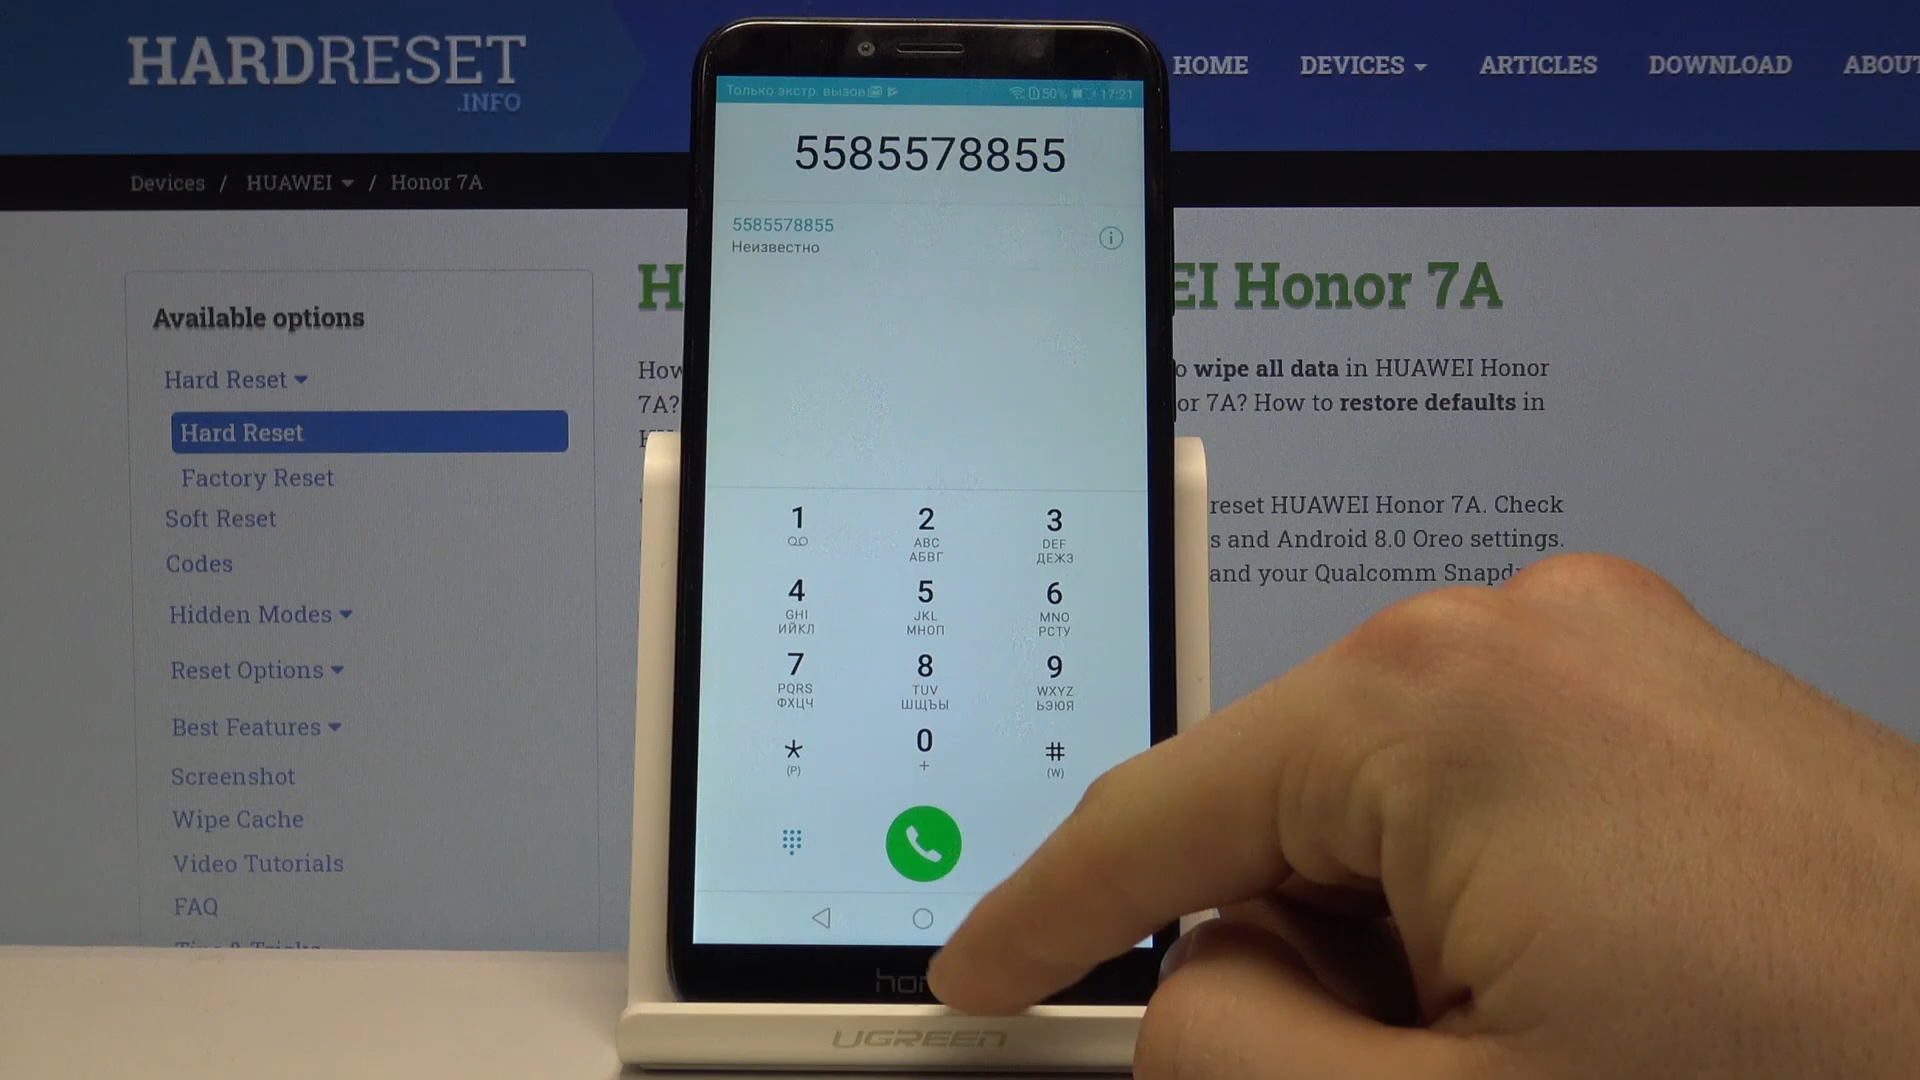 HARDRESET
.INFO
HOME DEVICES ARTICLES DOWNLOAD ABOUT
Devices / HUAWEI / Honor 7A
Available options
Hard Reset
Hard Reset
Factory Reset
Soft Reset
Codes
Hidden Modes
Reset Options
Best Features
Screenshot
Wipe Cache
Video Tutorials
FAQ
H
EI Honor 7A
How
o wipe all data in HUAWEI Honor
7A?
or 7A? How to restore defaults in
reset HUAWEI Honor 7A. Check
s and Android 8.0 Oreo settings.
and your Qualcomm Snapd
Только экстр. вызов 50% 17:21
5585578855
5585578855
Неизвестно
1 2 3
ABC DEF
АБВГ ДЕЖЗ
4 5 6
GHI JKL MNO
ИЙКЛ МНОП РСТУ
7 8 9
PQRS TUV WXYZ
ФХЦЧ ШЩЪЫ ЬЭЮЯ
* 0 #
(P) + (W)
hon
UGREEN